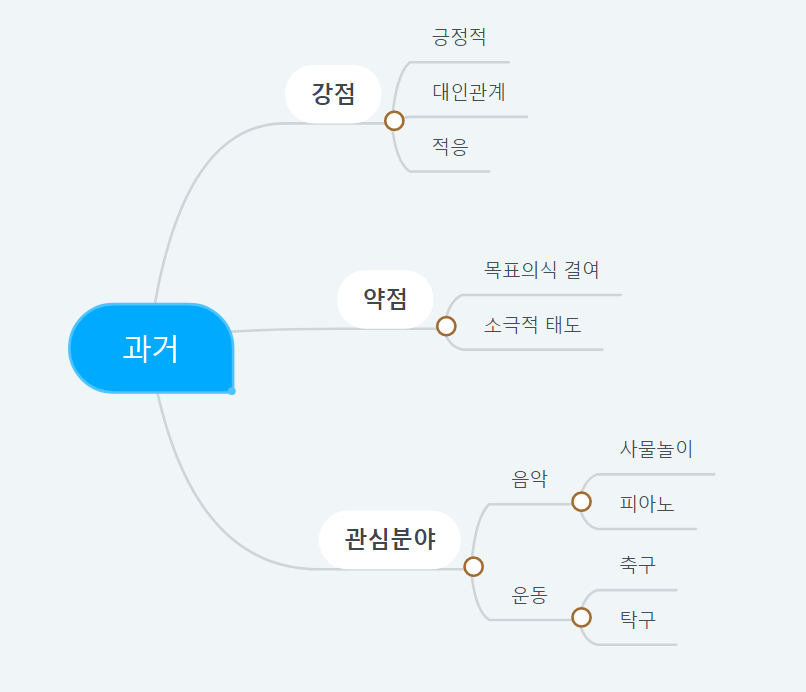 과거
강점
긍정적
대인관계
적응
약점
목표의식 결여
소극적 태도
관심분야
음악
사물놀이
피아노
운동
축구
탁구